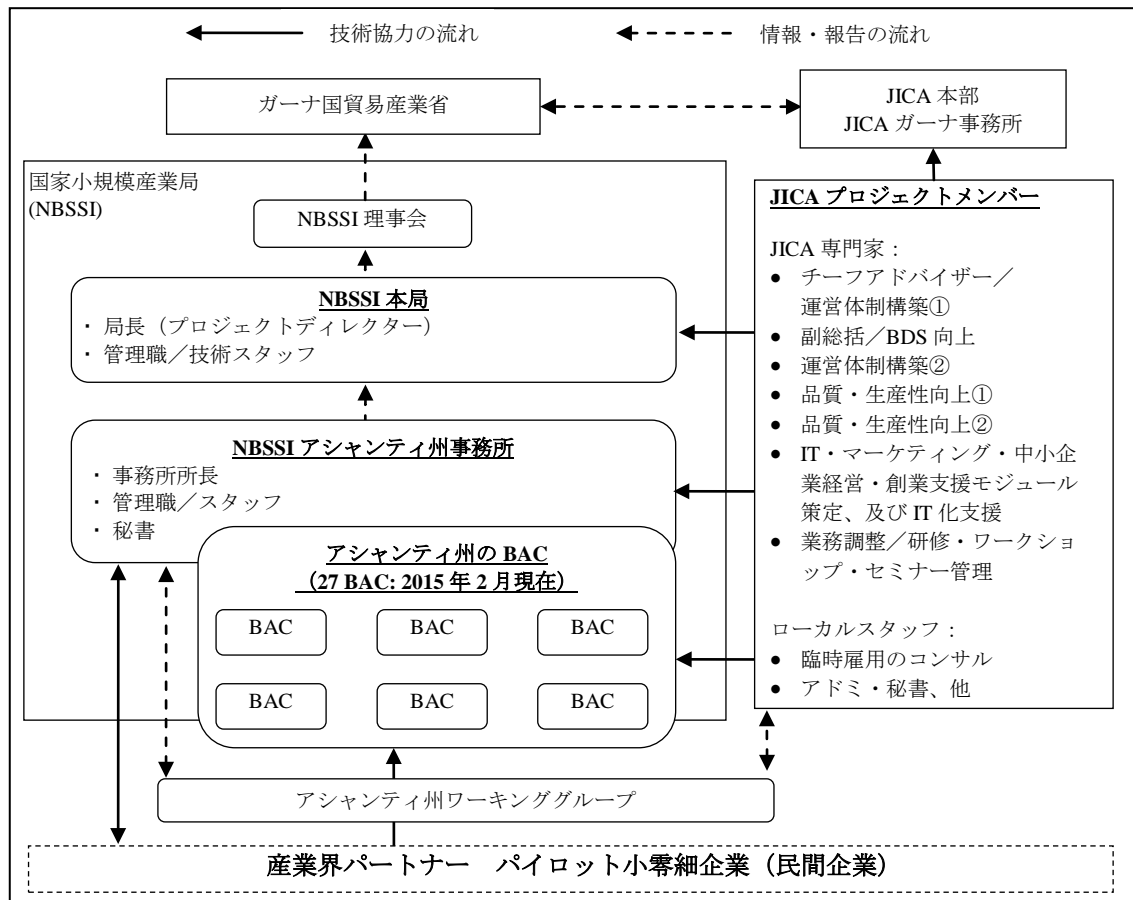 技術協力の流れ
情報・報告の流れ
ガーナ国貿易産業省
JICA 本部
JICA ガーナ事務所
国家小規模産業局
(NBSSI)
NBSSI 理事会
NBSSI 本局
・ 局長（プロジェクトディレクター）
・ 管理職／技術スタッフ
NBSSI アシャンティ州事務所
・ 事務所所長
・ 管理職／スタッフ
・ 秘書
アシャンティ州の BAC
（27 BAC: 2015 年 2 月現在）
BAC BAC BAC
BAC BAC BAC
JICA プロジェクトメンバー
JICA 専門家：
● チーフアドバイザー／
運営体制構築①
● 副総括／BDS 向上
● 運営体制構築②
● 品質・生産性向上①
● 品質・生産性向上②
● IT・マーケティング・中小企
業経営・創業支援モジュール
策定、及び IT 化支援
● 業務調整／研修・ワークショ
ップ・セミナー管理
ローカルスタッフ：
● 臨時雇用のコンサル
● アドミ・秘書、他
アシャンティ州ワーキンググループ
産業界パートナー　パイロット小零細企業（民間企業）